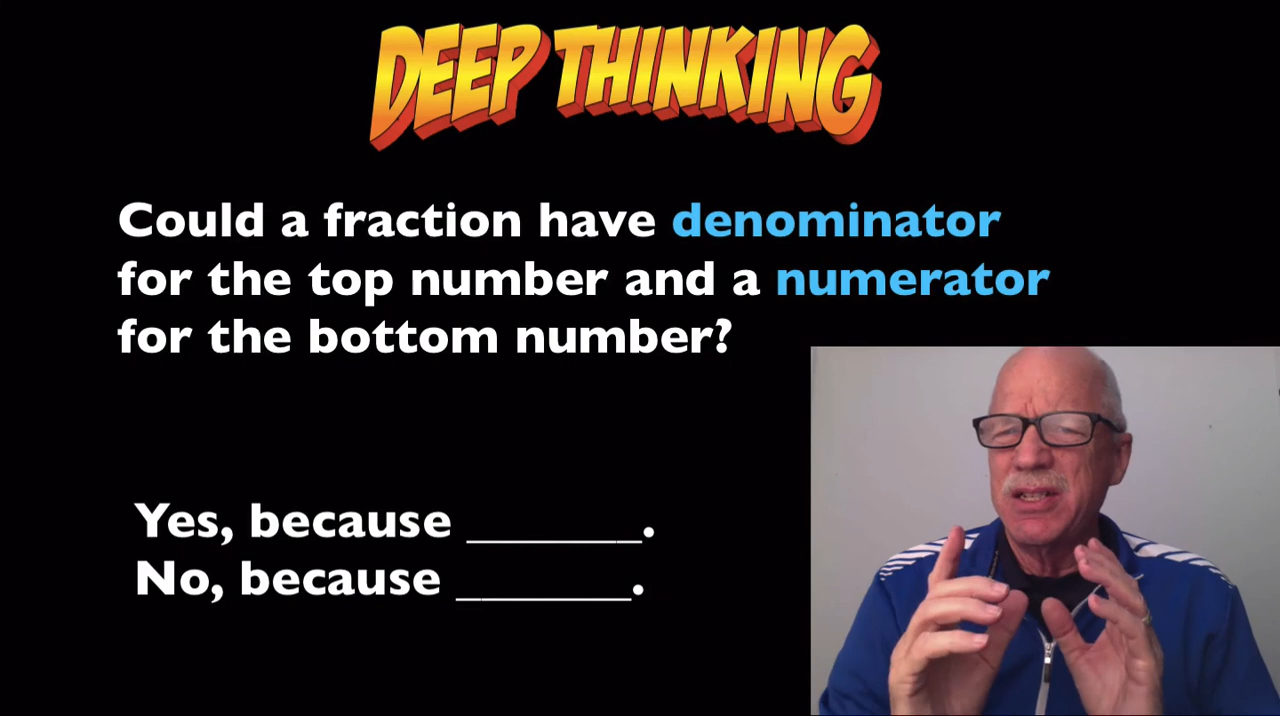 DEEP THINKING
Could a fraction have denominator
for the top number and a numerator
for the bottom number?
Yes, because _______.
No, because _______.